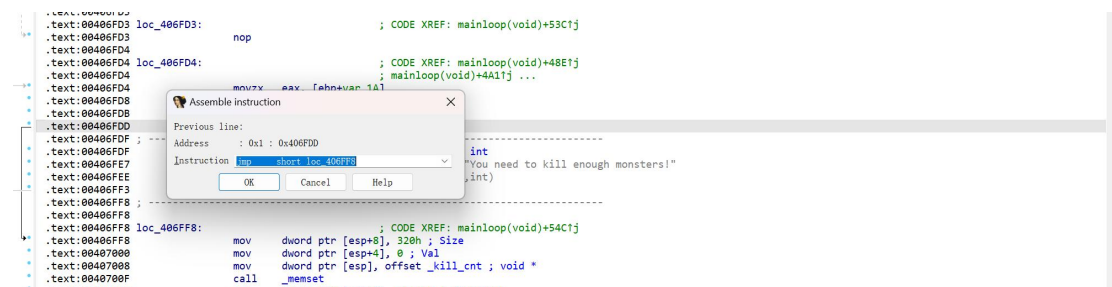 .text:00406FD3
.text:00406FD3 loc_406FD3: ; CODE XREF: mainloop(void)+53C↑j
.text:00406FD3 nop
.text:00406FD4
.text:00406FD4 loc_406FD4: ; CODE XREF: mainloop(void)+48E↑j
.text:00406FD4 ; mainloop(void)+4A1↑j ...
.text:00406FD4 movzx eax, [ebp+var_1A]
.text:00406FD8
.text:00406FDB
.text:00406FDD
.text:00406FDF ; ---
.text:00406FDF int
.text:00406FE7 "You need to kill enough monsters!"
.text:00406FEE ,int)
.text:00406FF3
.text:00406FF8 ; ---
.text:00406FF8
.text:00406FF8 loc_406FF8: ; CODE XREF: mainloop(void)+54C↑j
.text:00406FF8 mov dword ptr [esp+8], 320h ; Size
.text:00407000 mov dword ptr [esp+4], 0 ; Val
.text:00407008 mov dword ptr [esp], offset _kill_cnt ; void *
.text:0040700F call _memset
Assemble instruction
Previous line:
Address : 0x1 : 0x406FDD
Instruction jmp short loc_406FF8
OK Cancel Help